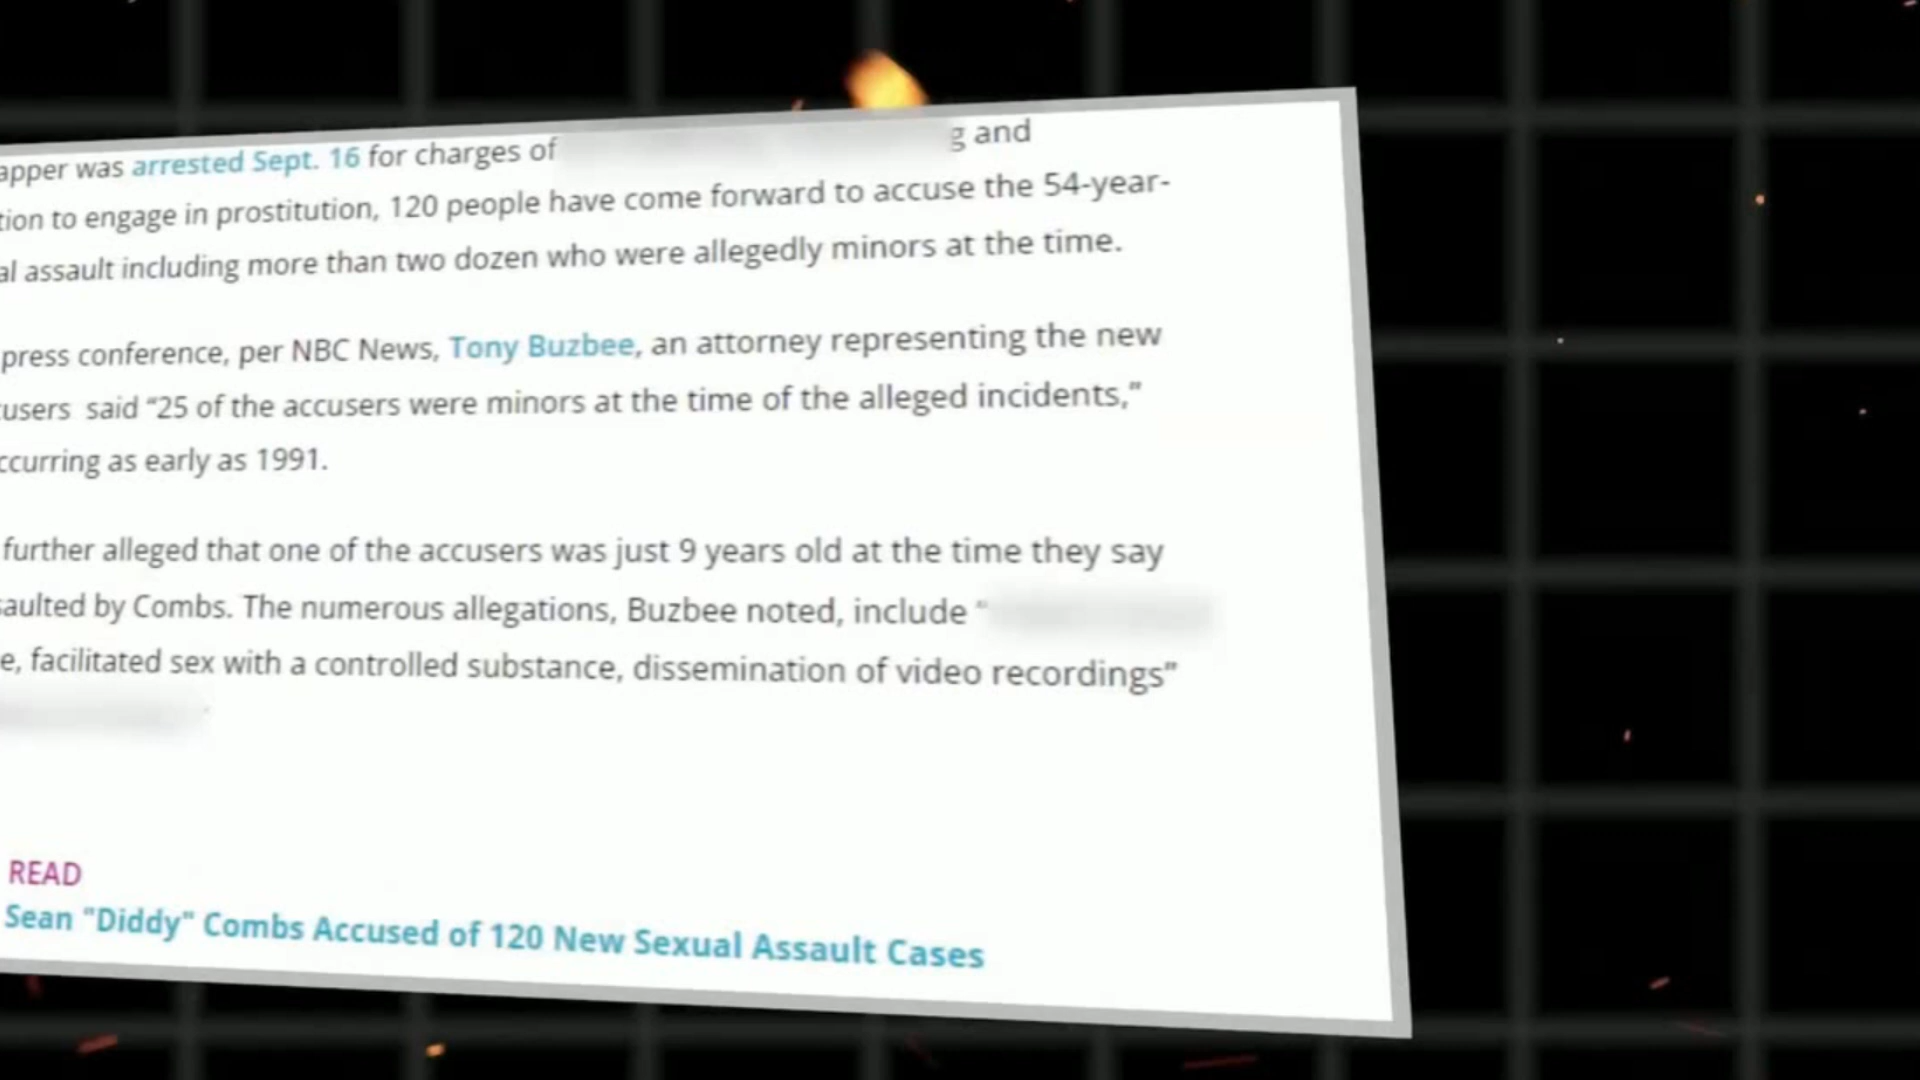 apper was arrested Sept. 16 for charges of g and
tion to engage in prostitution, 120 people have come forward to accuse the 54-year-
al assault including more than two dozen who were allegedly minors at the time.
press conference, per NBC News, Tony Buzbee, an attorney representing the new
cusers said “25 of the accusers were minors at the time of the alleged incidents,”
ccurring as early as 1991.
further alleged that one of the accusers was just 9 years old at the time they say
saulted by Combs. The numerous allegations, Buzbee noted, include “
e, facilitated sex with a controlled substance, dissemination of video recordings”
READ
Sean "Diddy" Combs Accused of 120 New Sexual Assault Cases